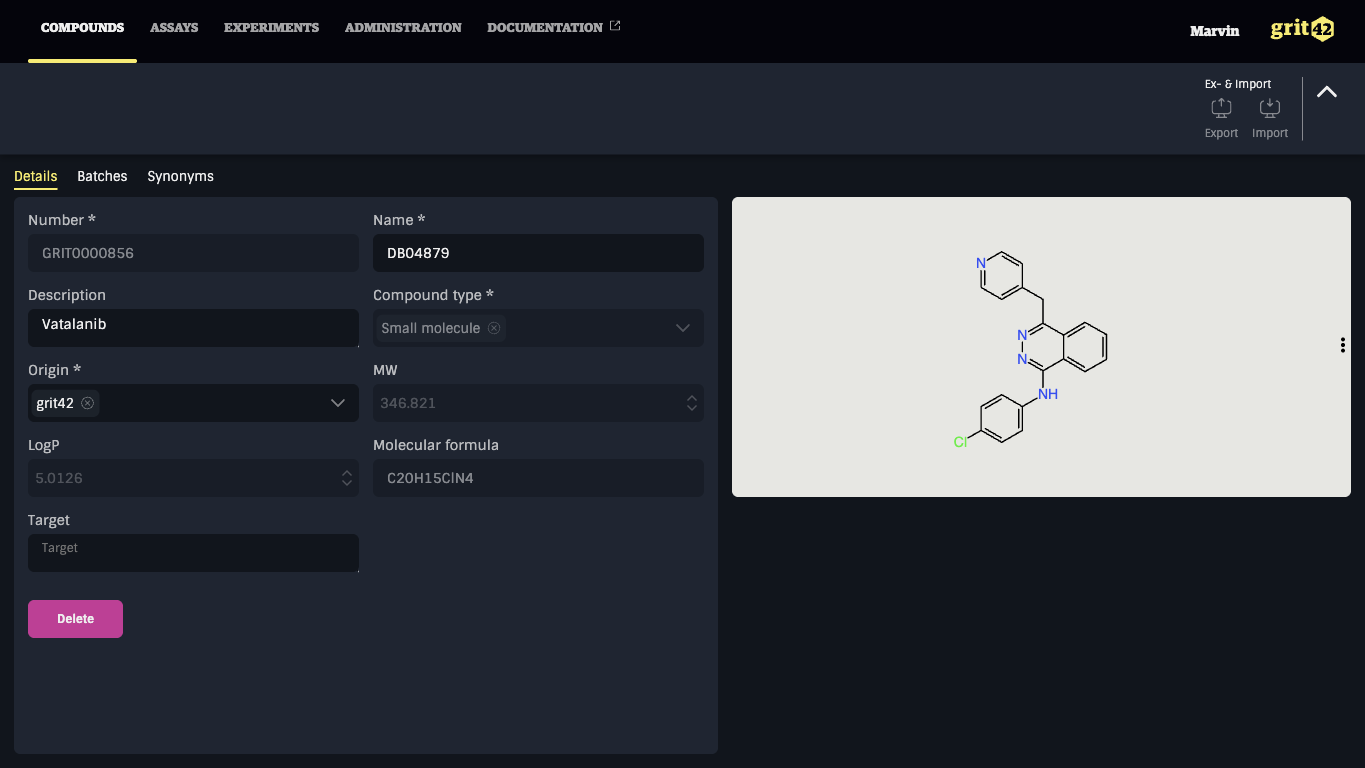 COMPOUNDS ASSAYS EXPERIMENTS ADMINISTRATION DOCUMENTATION Marvin grit42
Ex- & Import
Export Import
Details Batches Synonyms
Number * Name *
GRIT0000856 DB04879
Description Compound type *
Vatalanib Small molecule
Origin * MW
grit42 346.821
LogP Molecular formula
5.0126 C20H15ClN4
Target
Target
Delete
N
N
N
NH
Cl